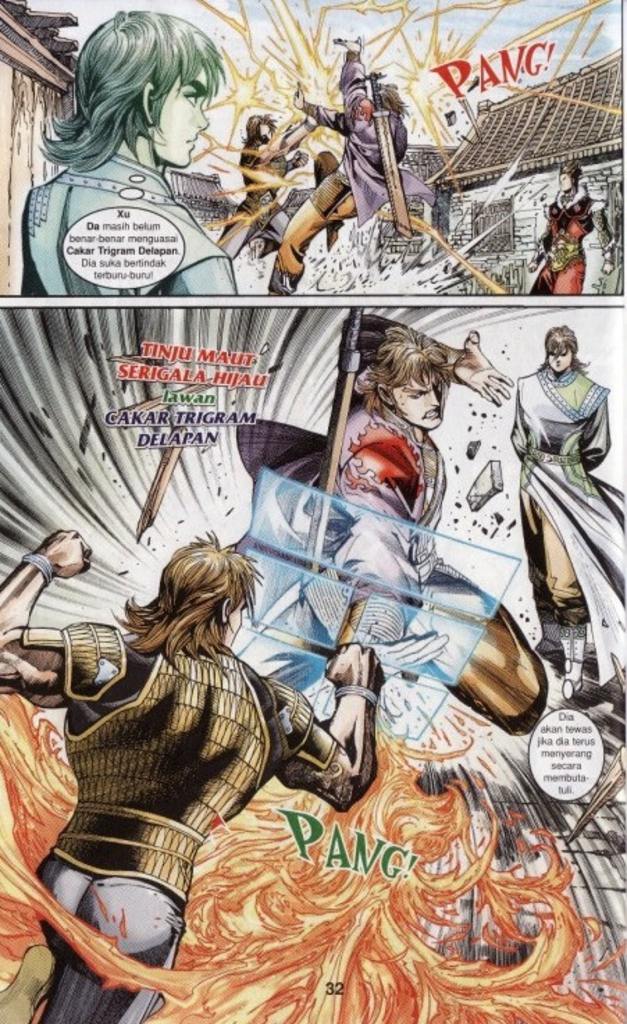 PANG!
Xu
Da masih belum
benar-benar menguasai
Cakar Trigram Delapan.
Dia suka bertindak
terburu-buru!
TINJU MAUT
SERIGALA HIJAU
lawan
CAKAR TRIGRAM
DELAPAN
Dia
akan tewas
jika dia terus
menyerang
secara
membuta-
tuli.
PANG!
32